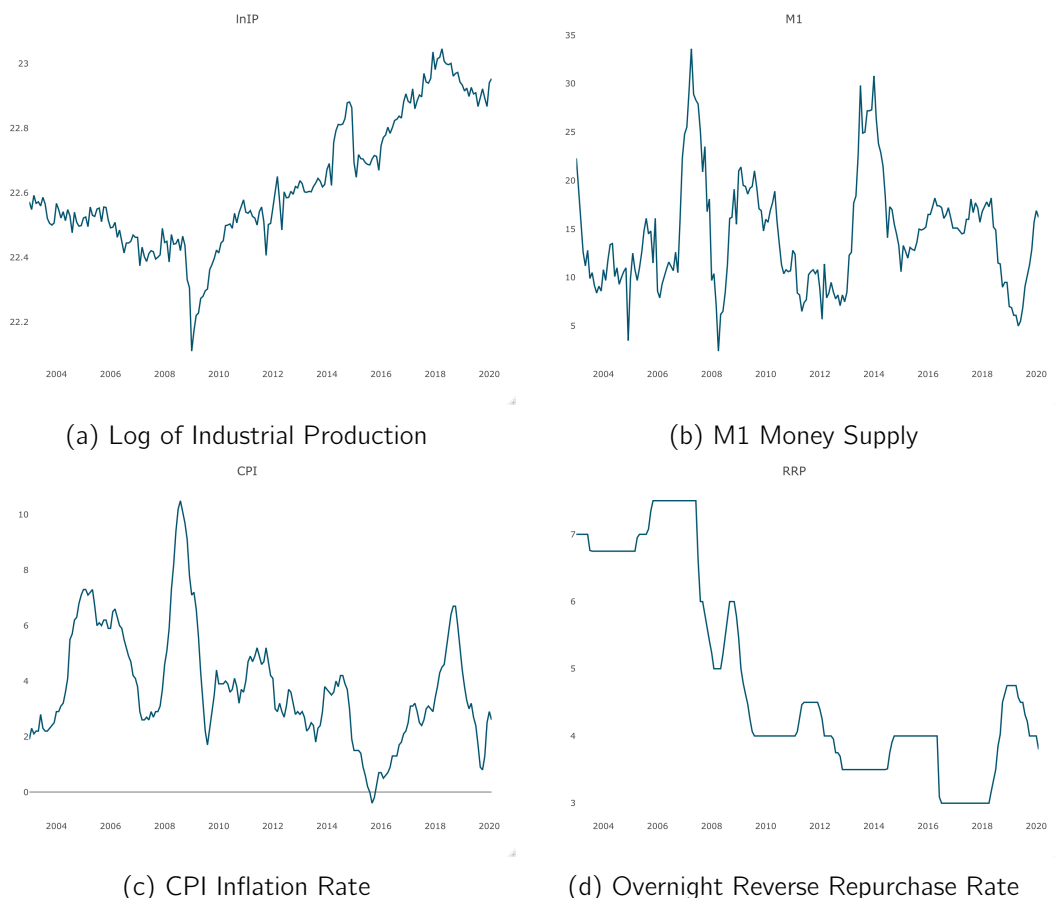 lnIP
23
22.8
22.6
22.4
22.2
2004 2006 2008 2010 2012 2014 2016 2018 2020
(a) Log of Industrial Production
M1
35
30
25
20
15
10
5
2004 2006 2008 2010 2012 2014 2016 2018 2020
(b) M1 Money Supply
CPI
10
8
6
4
2
0
2004 2006 2008 2010 2012 2014 2016 2018 2020
(c) CPI Inflation Rate
RRP
7
6
5
4
3
2004 2006 2008 2010 2012 2014 2016 2018 2020
(d) Overnight Reverse Repurchase Rate